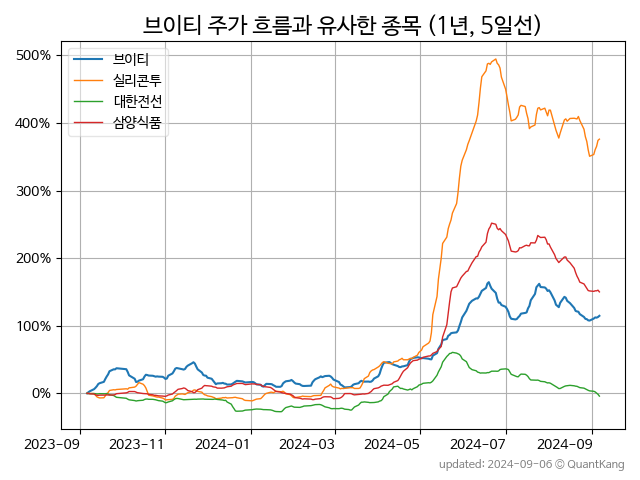 브이티 주가 흐름과 유사한 종목 (1년, 5일선)
브이티
실리콘투
대한전선
삼양식품
500%
400%
300%
200%
100%
0%
2023-09 2023-11 2024-01 2024-03 2024-05 2024-07 2024-09
updated: 2024-09-06 © QuantKang